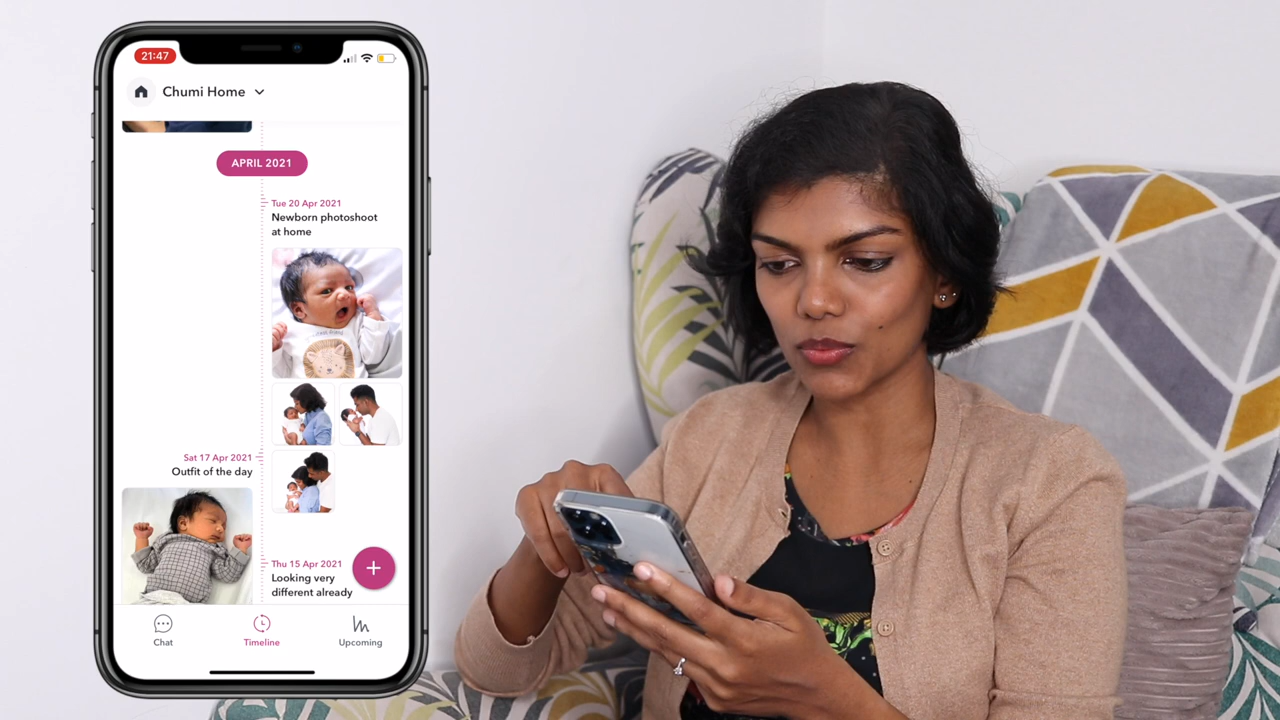 21:47
Chumi Home
APRIL 2021
Tue 20 Apr 2021
Newborn photoshoot
at home
Sat 17 Apr 2021
Outfit of the day
Thu 15 Apr 2021
Looking very
different already
+
Chat
Timeline
Upcoming